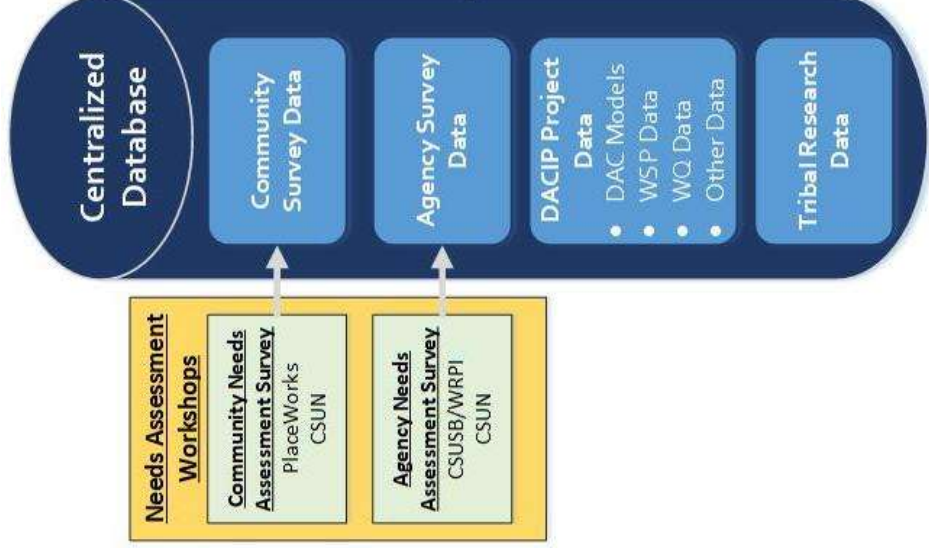 Needs Assessment
Workshops
Community Needs
Assessment Survey
PlaceWorks
CSUN
Agency Needs
Assessment Survey
CSUSB/WRPI
CSUN
Centralized
Database
Community
Survey Data
Agency Survey
Data
DACIP Project
Data
• DAC Models
• WSP Data
• WQ Data
• Other Data
Tribal Research
Data